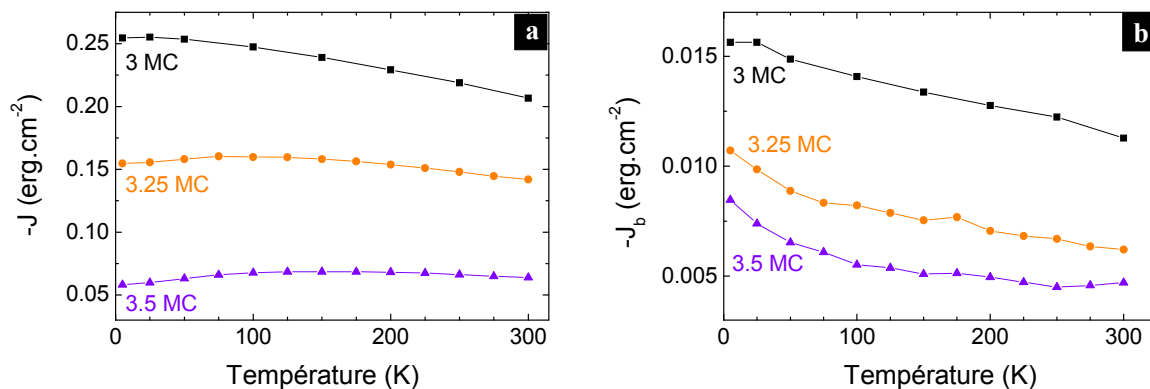 a
-J (erg.cm-2)
0.25
0.20
0.15
0.10
0.05
3 MC
3.25 MC
3.5 MC
0 100 200 300
Température (K)
b
-Jb (erg.cm-2)
0.015
0.010
0.005
3 MC
3.25 MC
3.5 MC
0 100 200 300
Température (K)